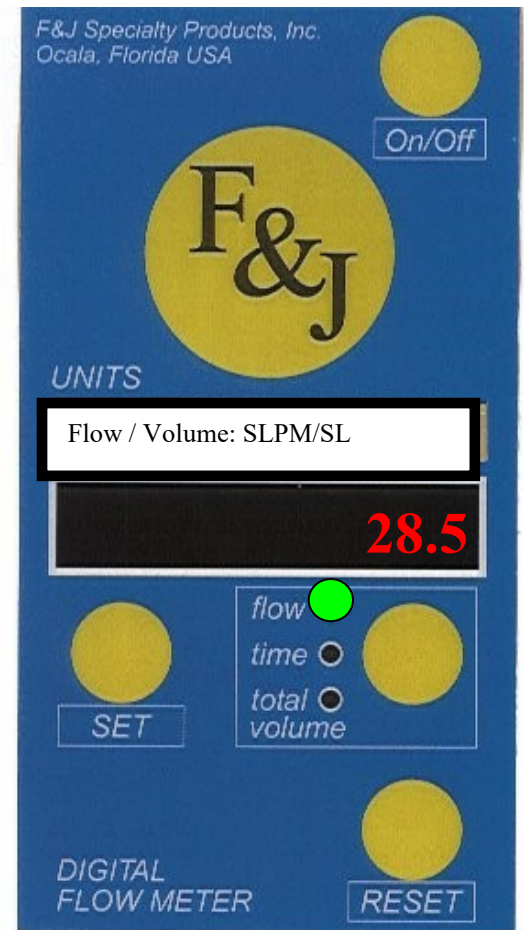 F&J Specialty Products, Inc.
Ocala, Florida USA
On/Off
F&J
UNITS
Flow / Volume: SLPM/SL
28.5
flow
time
total
volume
SET
DIGITAL
FLOW METER
RESET